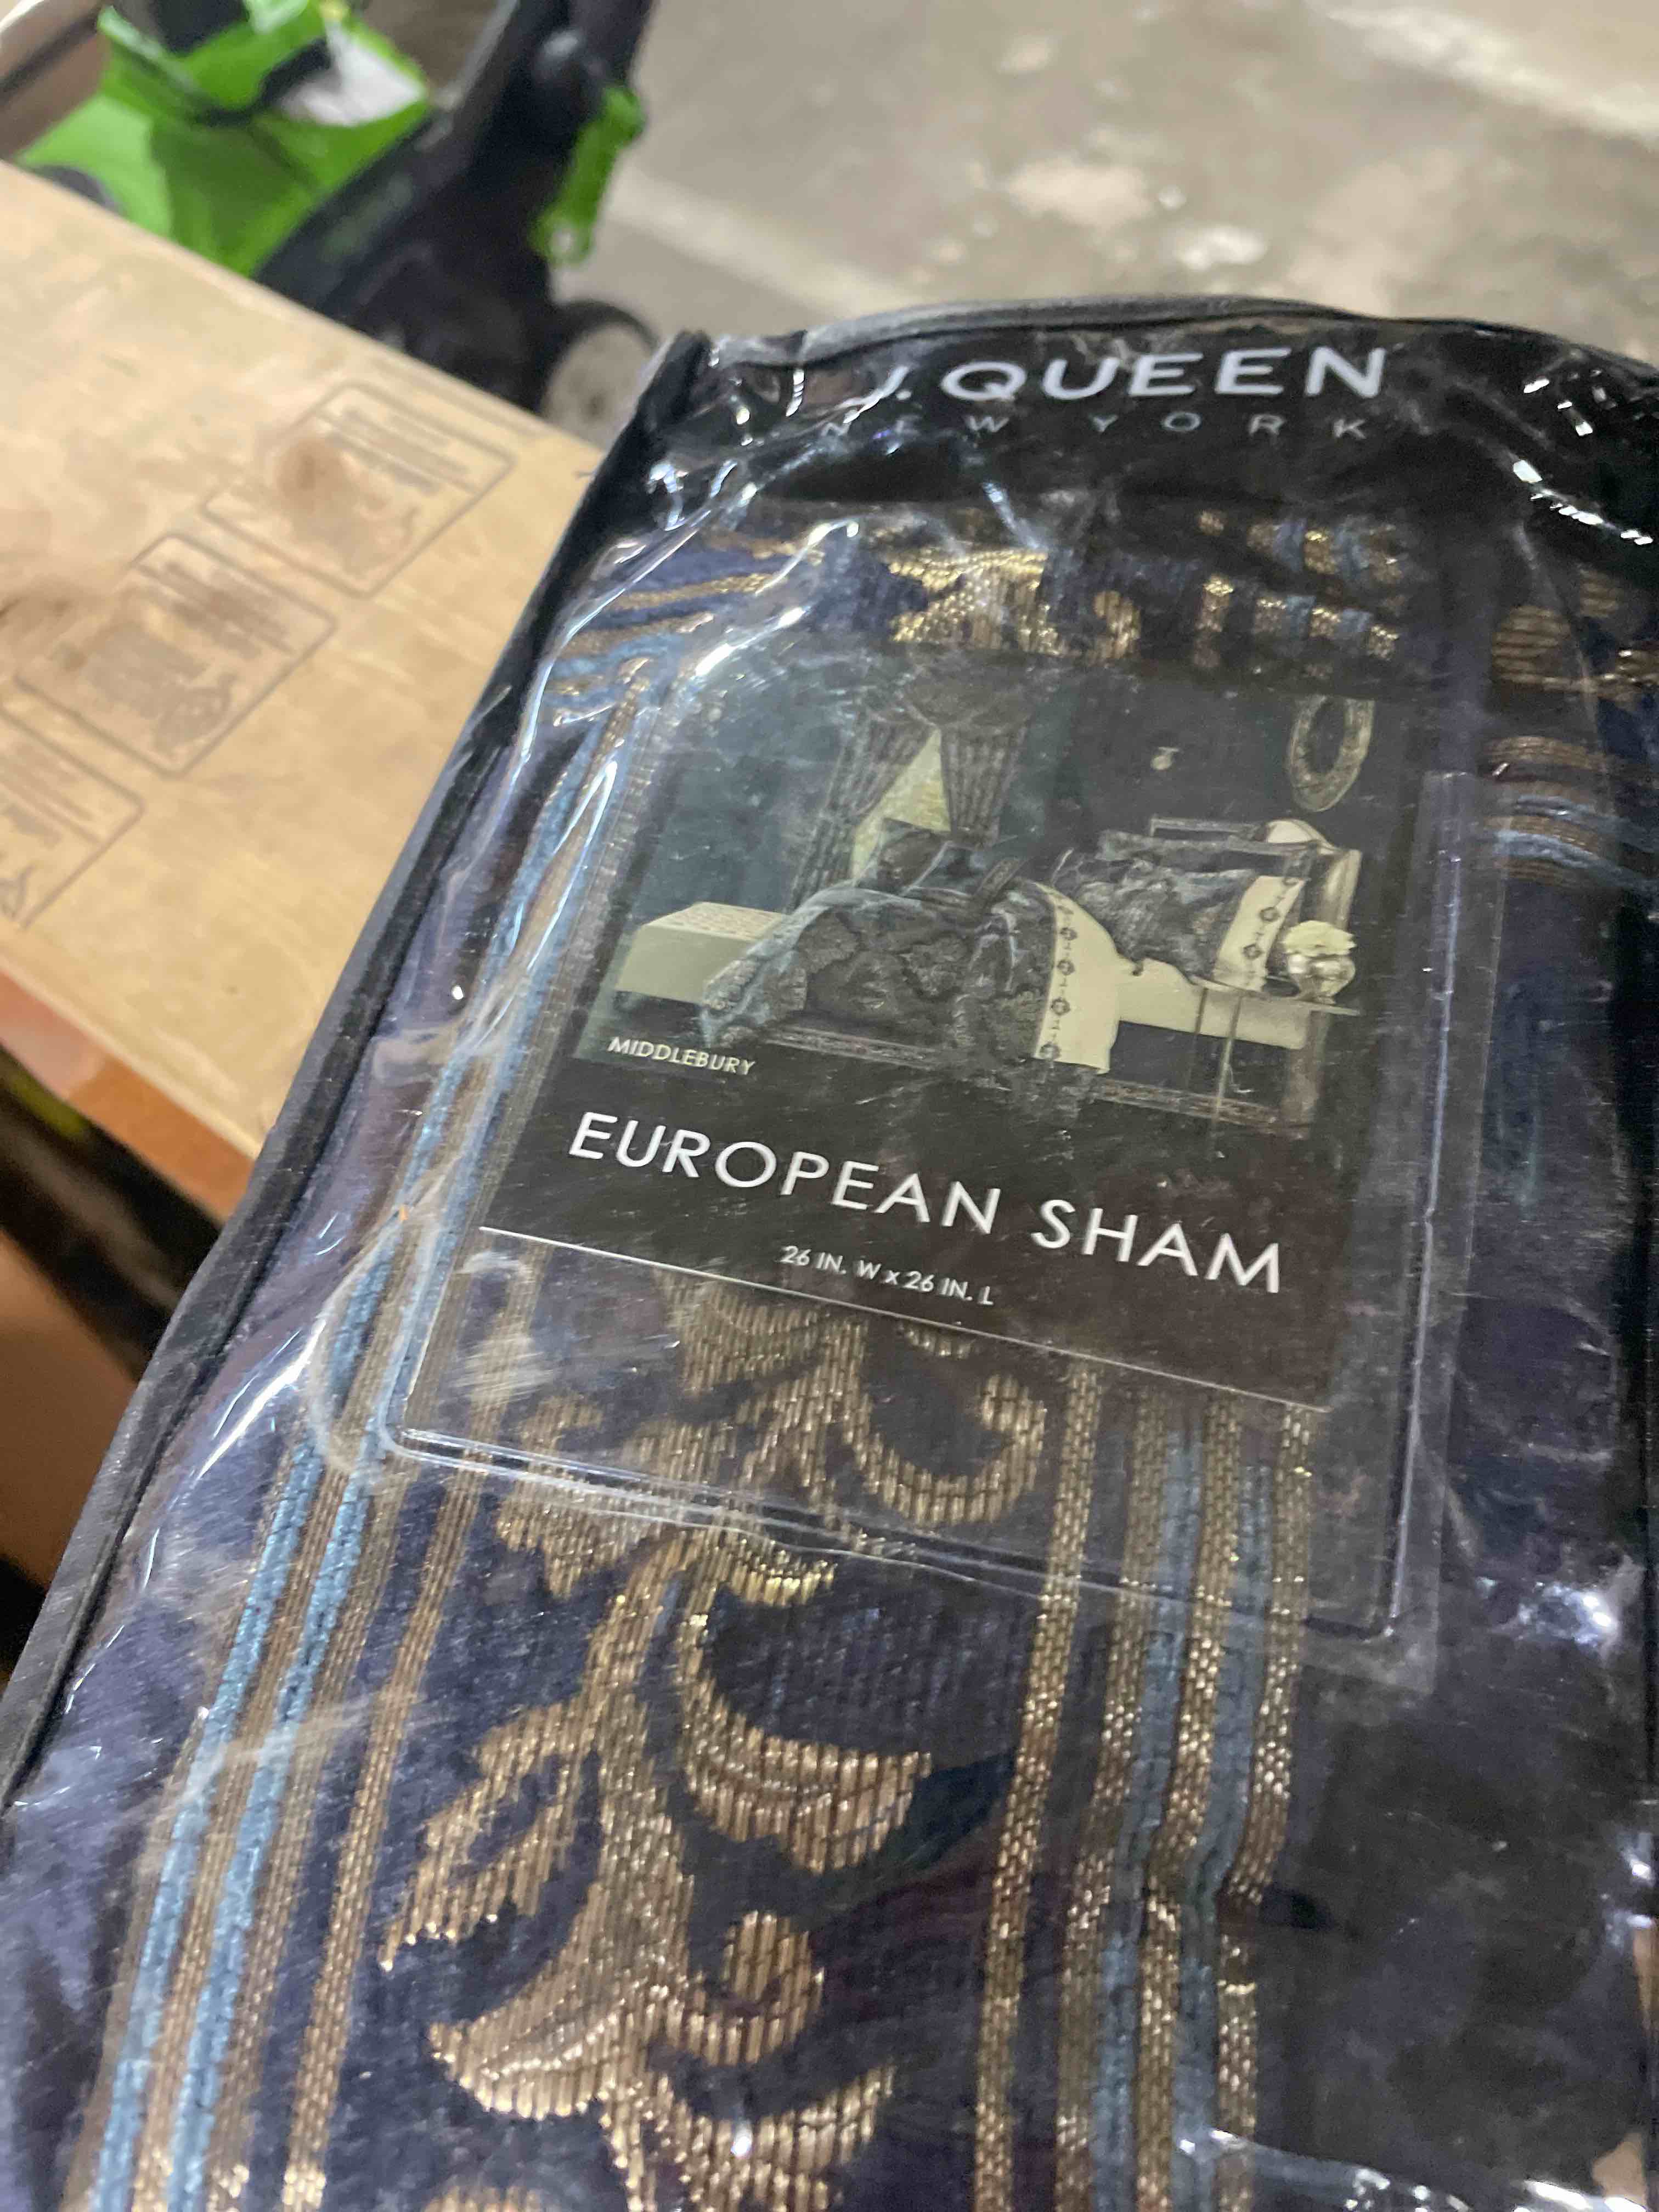 J. QUEEN
NEW YORK
MIDDLEBURY
EUROPEAN SHAM
26 IN. W x 26 IN. L